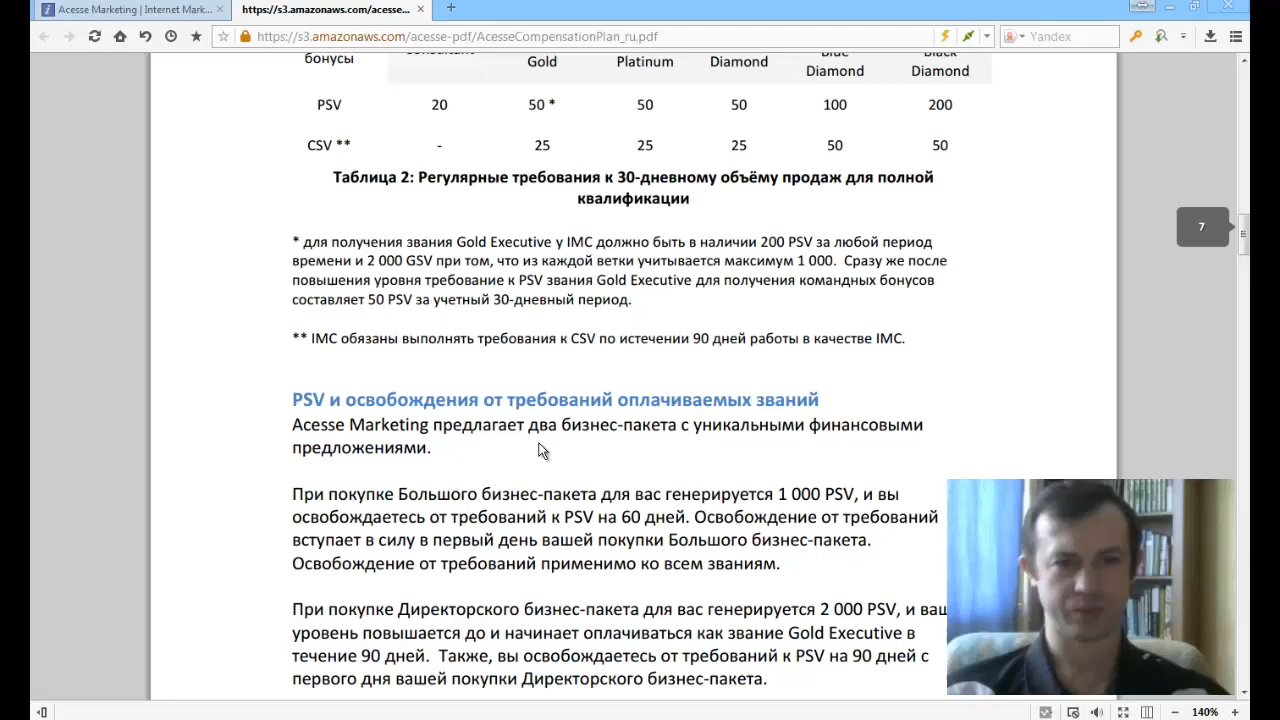 Acesse Marketing | Internet Mark...
https://s3.amazonaws.com/acesse...
https://s3.amazonaws.com/acesse-pdf/AcesseCompensationPlan_ru.pdf
Yandex
бонусы
Gold Platinum Diamond Diamond Diamond
PSV 20 50 * 50 50 100 200
CSV ** - 25 25 25 50 50
Таблица 2: Регулярные требования к 30-дневному объёму продаж для полной
квалификации
7
* для получения звания Gold Executive у IMC должно быть в наличии 200 PSV за любой период
времени и 2 000 GSV при том, что из каждой ветки учитывается максимум 1 000. Сразу же после
повышения уровня требование к PSV звания Gold Executive для получения командных бонусов
составляет 50 PSV за учетный 30-дневный период.
** IMC обязаны выполнять требования к CSV по истечении 90 дней работы в качестве IMC.
PSV и освобождения от требований оплачиваемых званий
Acesse Marketing предлагает два бизнес-пакета с уникальными финансовыми
предложениями.
При покупке Большого бизнес-пакета для вас генерируется 1 000 PSV, и вы
освобождаетесь от требований к PSV на 60 дней. Освобождение от требований
вступает в силу в первый день вашей покупки Большого бизнес-пакета.
Освобождение от требований применимо ко всем званиям.
При покупке Директорского бизнес-пакета для вас генерируется 2 000 PSV, и ваш
уровень повышается до и начинает оплачиваться как звание Gold Executive в
течение 90 дней. Также, вы освобождаетесь от требований к PSV на 90 дней с
первого дня вашей покупки Директорского бизнес-пакета.
140%